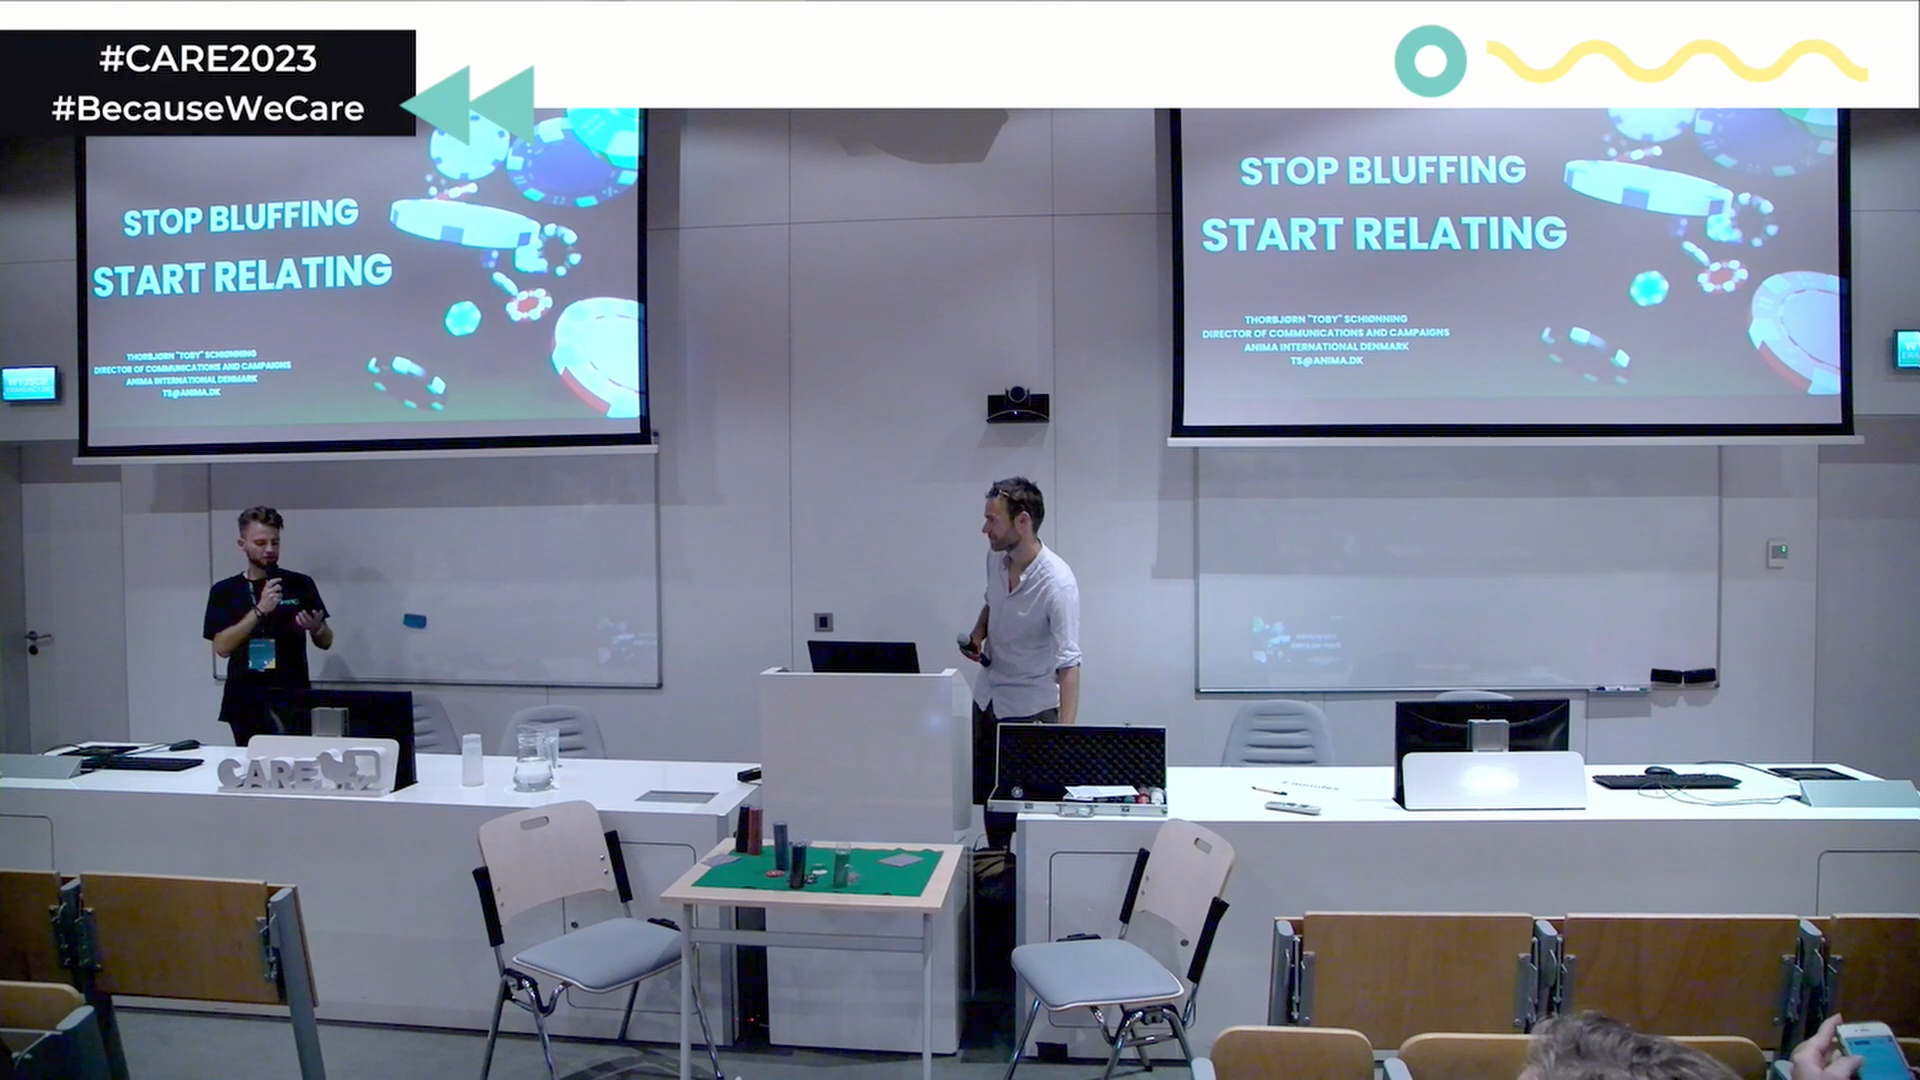 #CARE2023
#BecauseWeCare
STOP BLUFFING
START RELATING
THORBJØRN "TOBY" SCHIØNNING
DIRECTOR OF COMMUNICATIONS AND CAMPAIGNS
ANIMA INTERNATIONAL DENMARK
TS@ANIMA.DK
STOP BLUFFING
START RELATING
THORBJØRN "TOBY" SCHIØNNING
DIRECTOR OF COMMUNICATIONS AND CAMPAIGNS
ANIMA INTERNATIONAL DENMARK
TS@ANIMA.DK
CARE